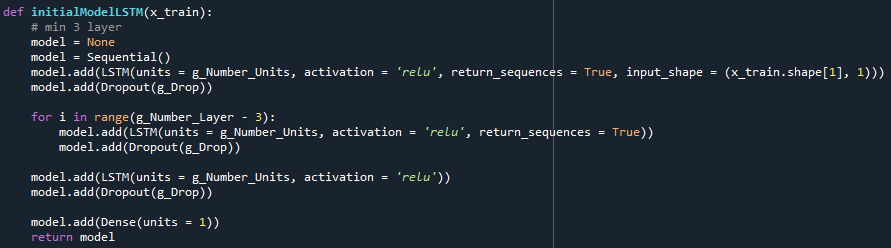 def initialModelLSTM(x_train):
    # min 3 layer
    model = None
    model = Sequential()
    model.add(LSTM(units = g_Number_Units, activation = 'relu', return_sequences = True, input_shape = (x_train.shape[1], 1)))
    model.add(Dropout(g_Drop))

    for i in range(g_Number_Layer - 3):
        model.add(LSTM(units = g_Number_Units, activation = 'relu', return_sequences = True))
        model.add(Dropout(g_Drop))

    model.add(LSTM(units = g_Number_Units, activation = 'relu'))
    model.add(Dropout(g_Drop))

    model.add(Dense(units = 1))
    return model